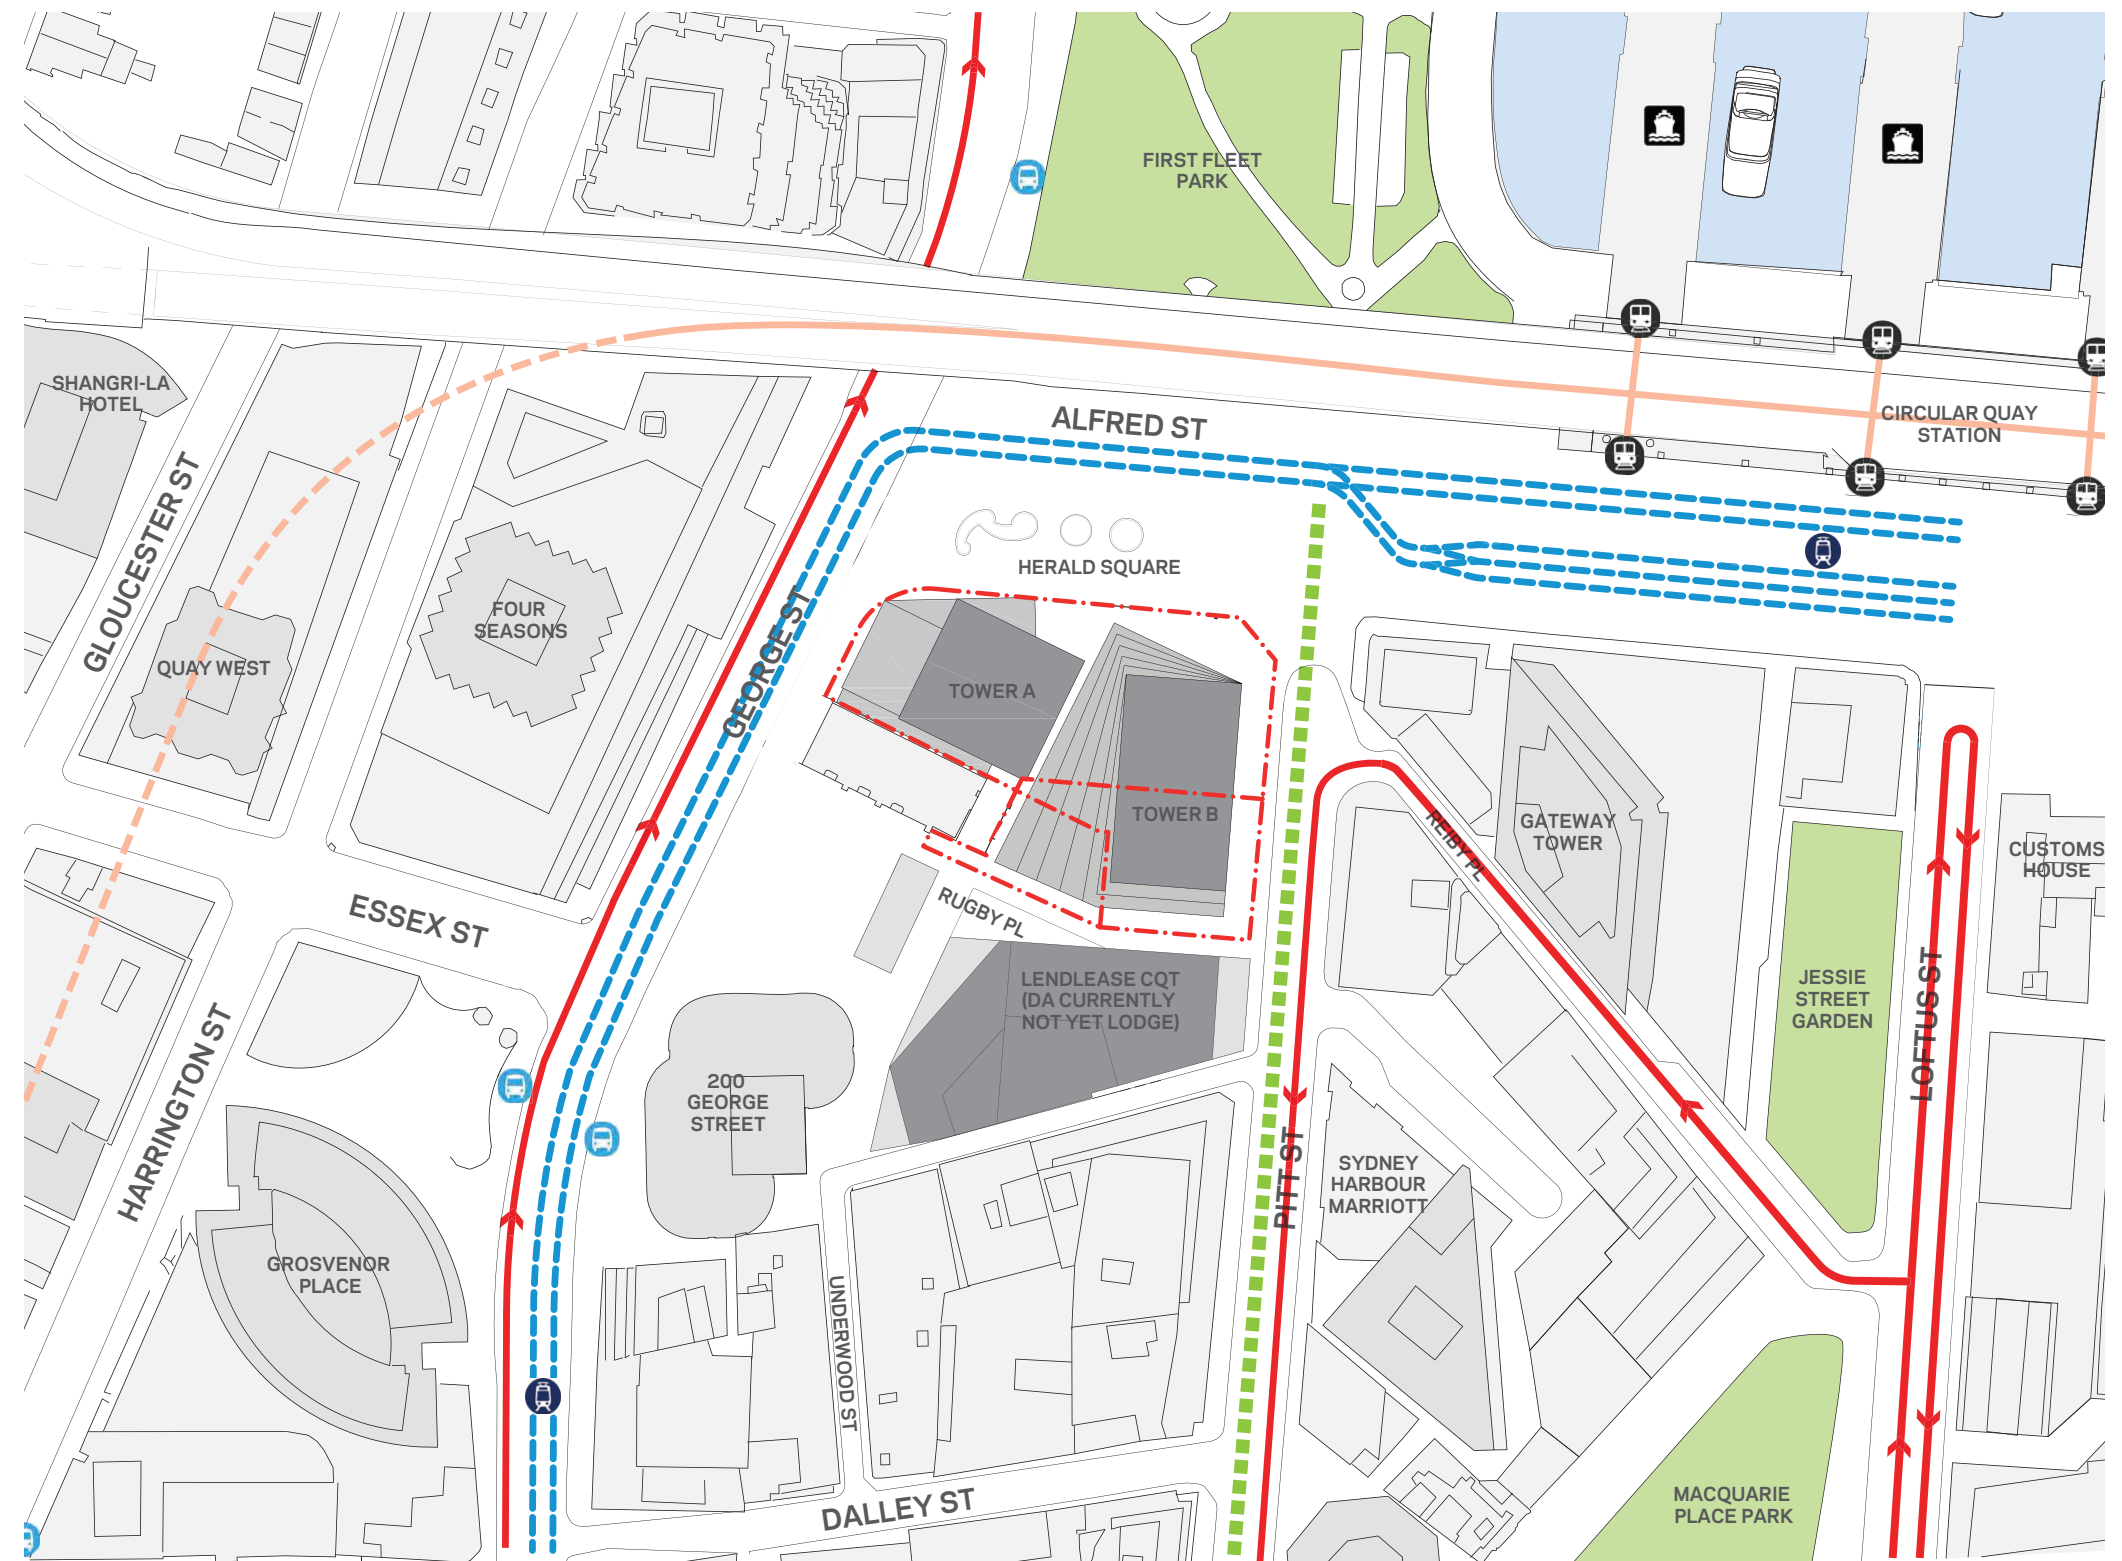 FIRST FLEET
PARK
SHANGRI-LA
HOTEL
ALFRED ST
CIRCULAR QUAY
STATION
GLOUCESTER ST
HERALD SQUARE
FOUR
SEASONS
GEORGE ST
QUAY WEST
TOWER A
TOWER B
REIBY PL
GATEWAY
TOWER
CUSTOMS
HOUSE
ESSEX ST
RUGBY PL
LENDLEASE CQT
(DA CURRENTLY
NOT YET LODGE)
JESSIE
STREET
GARDEN
LOFTUS ST
HARRINGTON ST
200
GEORGE
STREET
PITT ST
SYDNEY
HARBOUR
MARRIOTT
GROSVENOR
PLACE
UNDERWOOD ST
DALLEY ST
MACQUARIE
PLACE PARK